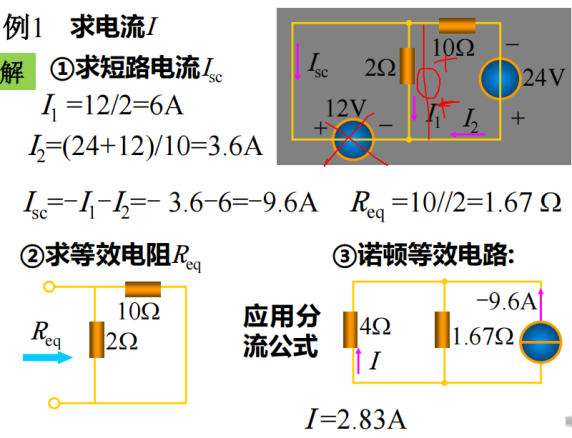 例1 求电流I
解 ①求短路电流Isc
I1 =12/2=6A
I2=(24+12)/10=3.6A
Isc
2Ω
10Ω
−
24V
+
12V
+
−
I1
I2
Isc=−I1−I2=− 3.6−6=−9.6A
Req =10//2=1.67 Ω
②求等效电阻Req
10Ω
2Ω
Req
③诺顿等效电路:
应用分
流公式
4Ω
I
1.67Ω
−9.6A
I=2.83A